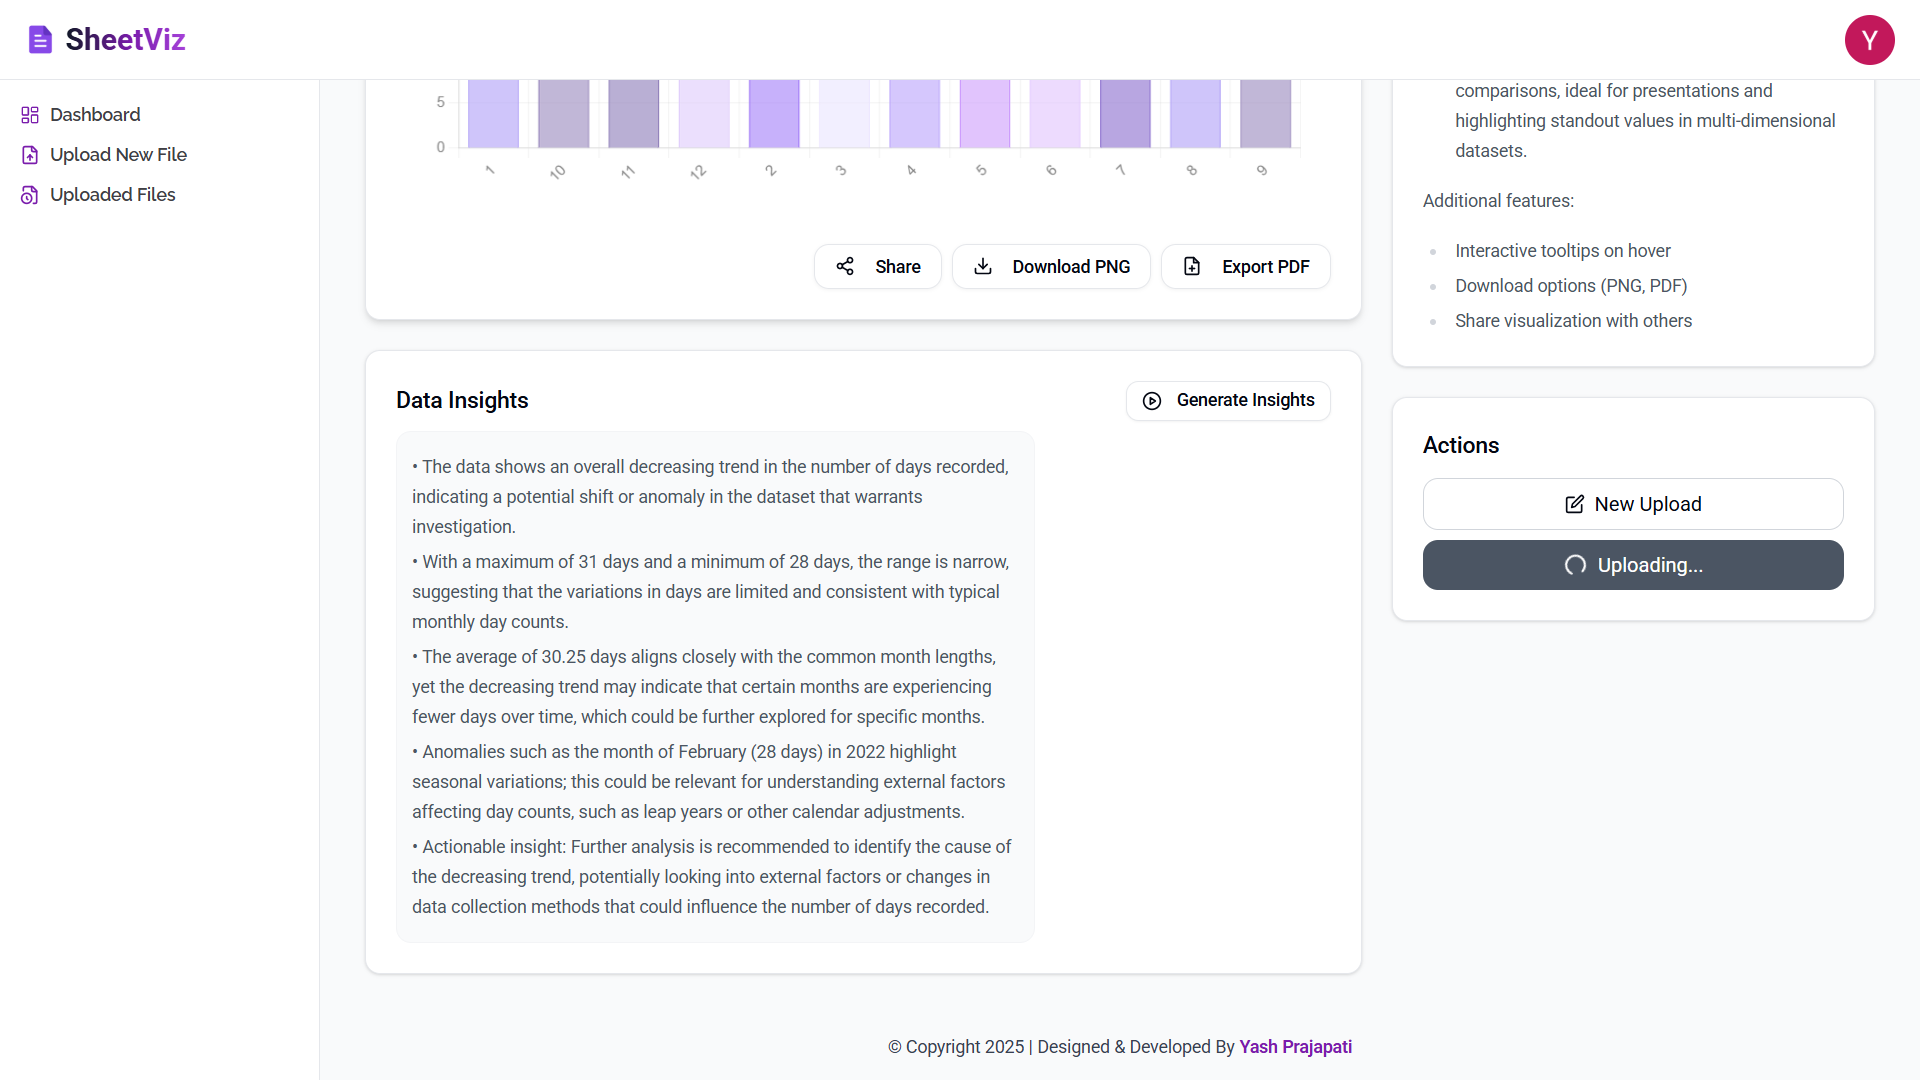 SheetViz
Y
Dashboard
Upload New File
Uploaded Files
5
0
1
10
11
12
2
3
4
5
6
7
8
9
Share
Download PNG
Export PDF
Data Insights
Generate Insights
• The data shows an overall decreasing trend in the number of days recorded,
indicating a potential shift or anomaly in the dataset that warrants
investigation.
• With a maximum of 31 days and a minimum of 28 days, the range is narrow,
suggesting that the variations in days are limited and consistent with typical
monthly day counts.
• The average of 30.25 days aligns closely with the common month lengths,
yet the decreasing trend may indicate that certain months are experiencing
fewer days over time, which could be further explored for specific months.
• Anomalies such as the month of February (28 days) in 2022 highlight
seasonal variations; this could be relevant for understanding external factors
affecting day counts, such as leap years or other calendar adjustments.
• Actionable insight: Further analysis is recommended to identify the cause of
the decreasing trend, potentially looking into external factors or changes in
data collection methods that could influence the number of days recorded.
comparisons, ideal for presentations and
highlighting standout values in multi-dimensional
datasets.
Additional features:
• Interactive tooltips on hover
• Download options (PNG, PDF)
• Share visualization with others
Actions
New Upload
Uploading...
© Copyright 2025 | Designed & Developed By Yash Prajapati